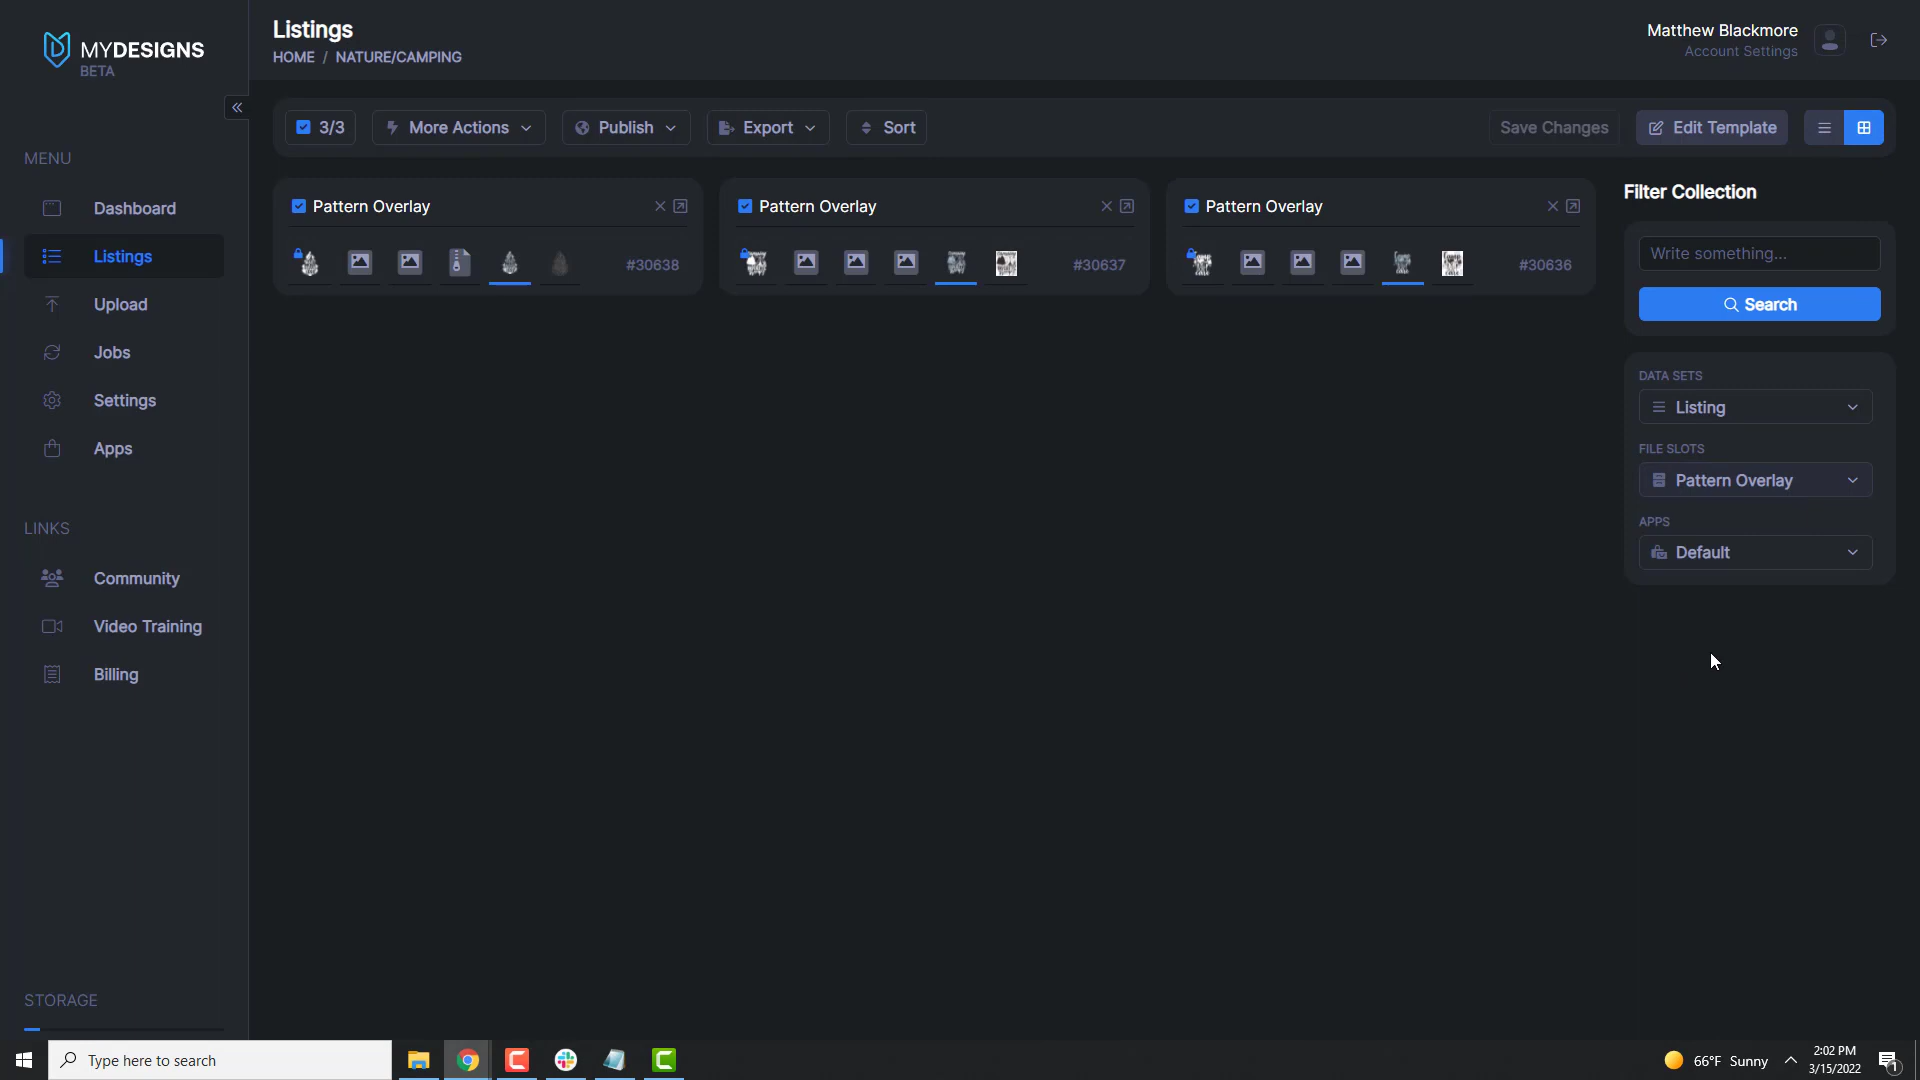 MYDESIGNS
BETA
Listings
HOME / NATURE/CAMPING
Matthew Blackmore
Account Settings
3/3
More Actions
Publish
Export
Sort
Save Changes
Edit Template
MENU
Dashboard
Listings
Upload
Jobs
Settings
Apps
LINKS
Community
Video Training
Billing
STORAGE
Pattern Overlay
#30638
Pattern Overlay
#30637
Pattern Overlay
#30636
Filter Collection
Write something...
Search
DATA SETS
Listing
FILE SLOTS
Pattern Overlay
APPS
Default
Type here to search
66°F Sunny
2:02 PM
3/15/2022
1